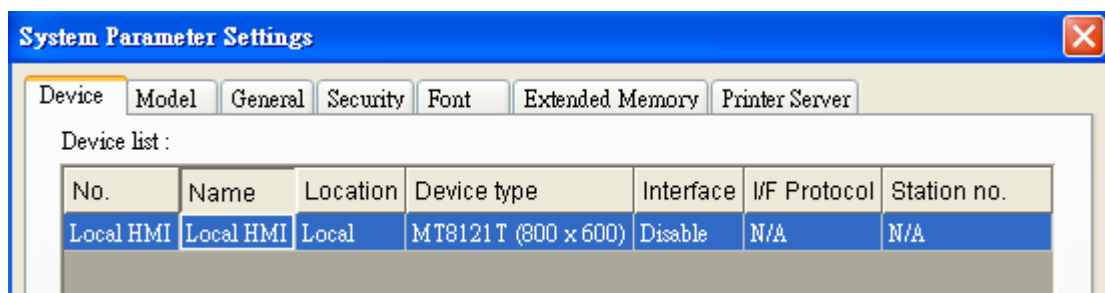 System Parameter Settings
Device Model General Security Font Extended Memory Printer Server
Device list :
No. Name Location Device type Interface I/F Protocol Station no.
Local HMI Local HMI Local MT8121T (800 x 600) Disable N/A N/A